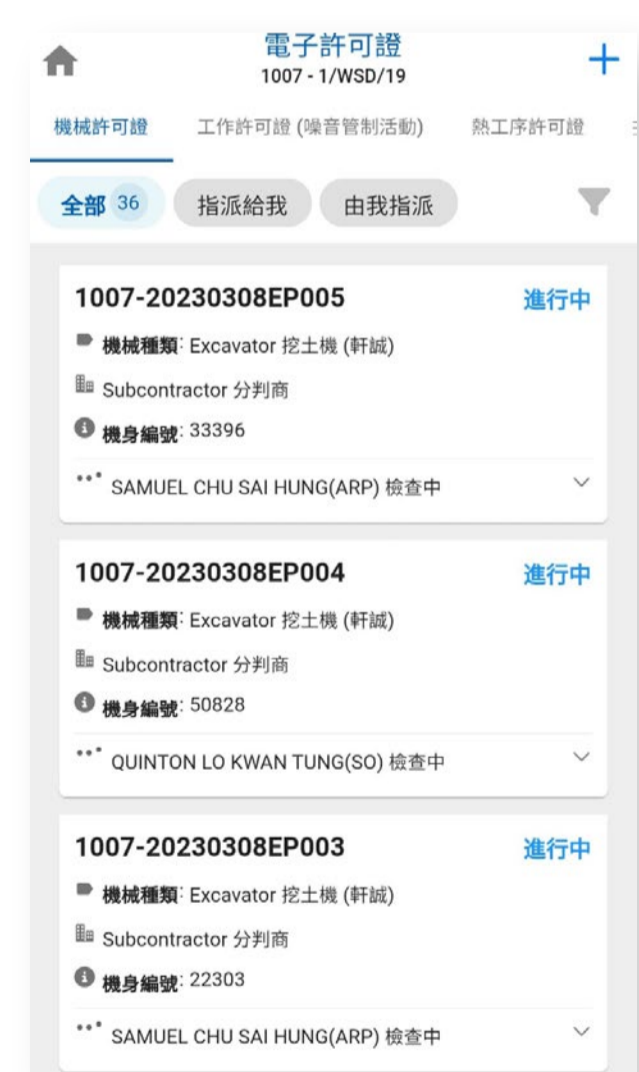 電子許可證
1007 - 1/WSD/19
機械許可證 工作許可證 (噪音管制活動) 熱工序許可證
全部 36 指派給我 由我指派
1007-20230308EP005 進行中
機械種類: Excavator 挖土機 (軒誠)
Subcontractor 分判商
機身編號: 33396
SAMUEL CHU SAI HUNG(ARP) 檢查中
1007-20230308EP004 進行中
機械種類: Excavator 挖土機 (軒誠)
Subcontractor 分判商
機身編號: 50828
QUINTON LO KWAN TUNG(SO) 檢查中
1007-20230308EP003 進行中
機械種類: Excavator 挖土機 (軒誠)
Subcontractor 分判商
機身編號: 22303
SAMUEL CHU SAI HUNG(ARP) 檢查中